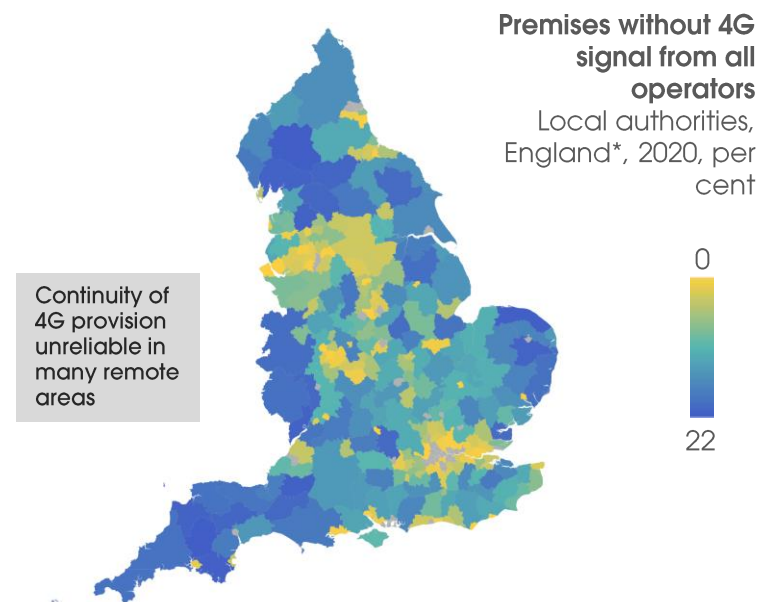 Premises without 4G
signal from all
operators
Local authorities,
England*, 2020, per
cent
0
22
Continuity of
4G provision
unreliable in
many remote
areas